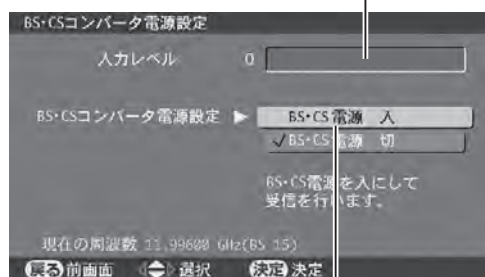 BS・CSコンバータ電源設定
入力レベル 0
BS・CSコンバータ電源設定 ▶ BS・CS電源 入
✓BS・CS電源 切
BS・CS電源を入にして
受信を行います。
現在の周波数 11.99600 GHz(BS 15)
戻る 前画面 選択 決定 決定